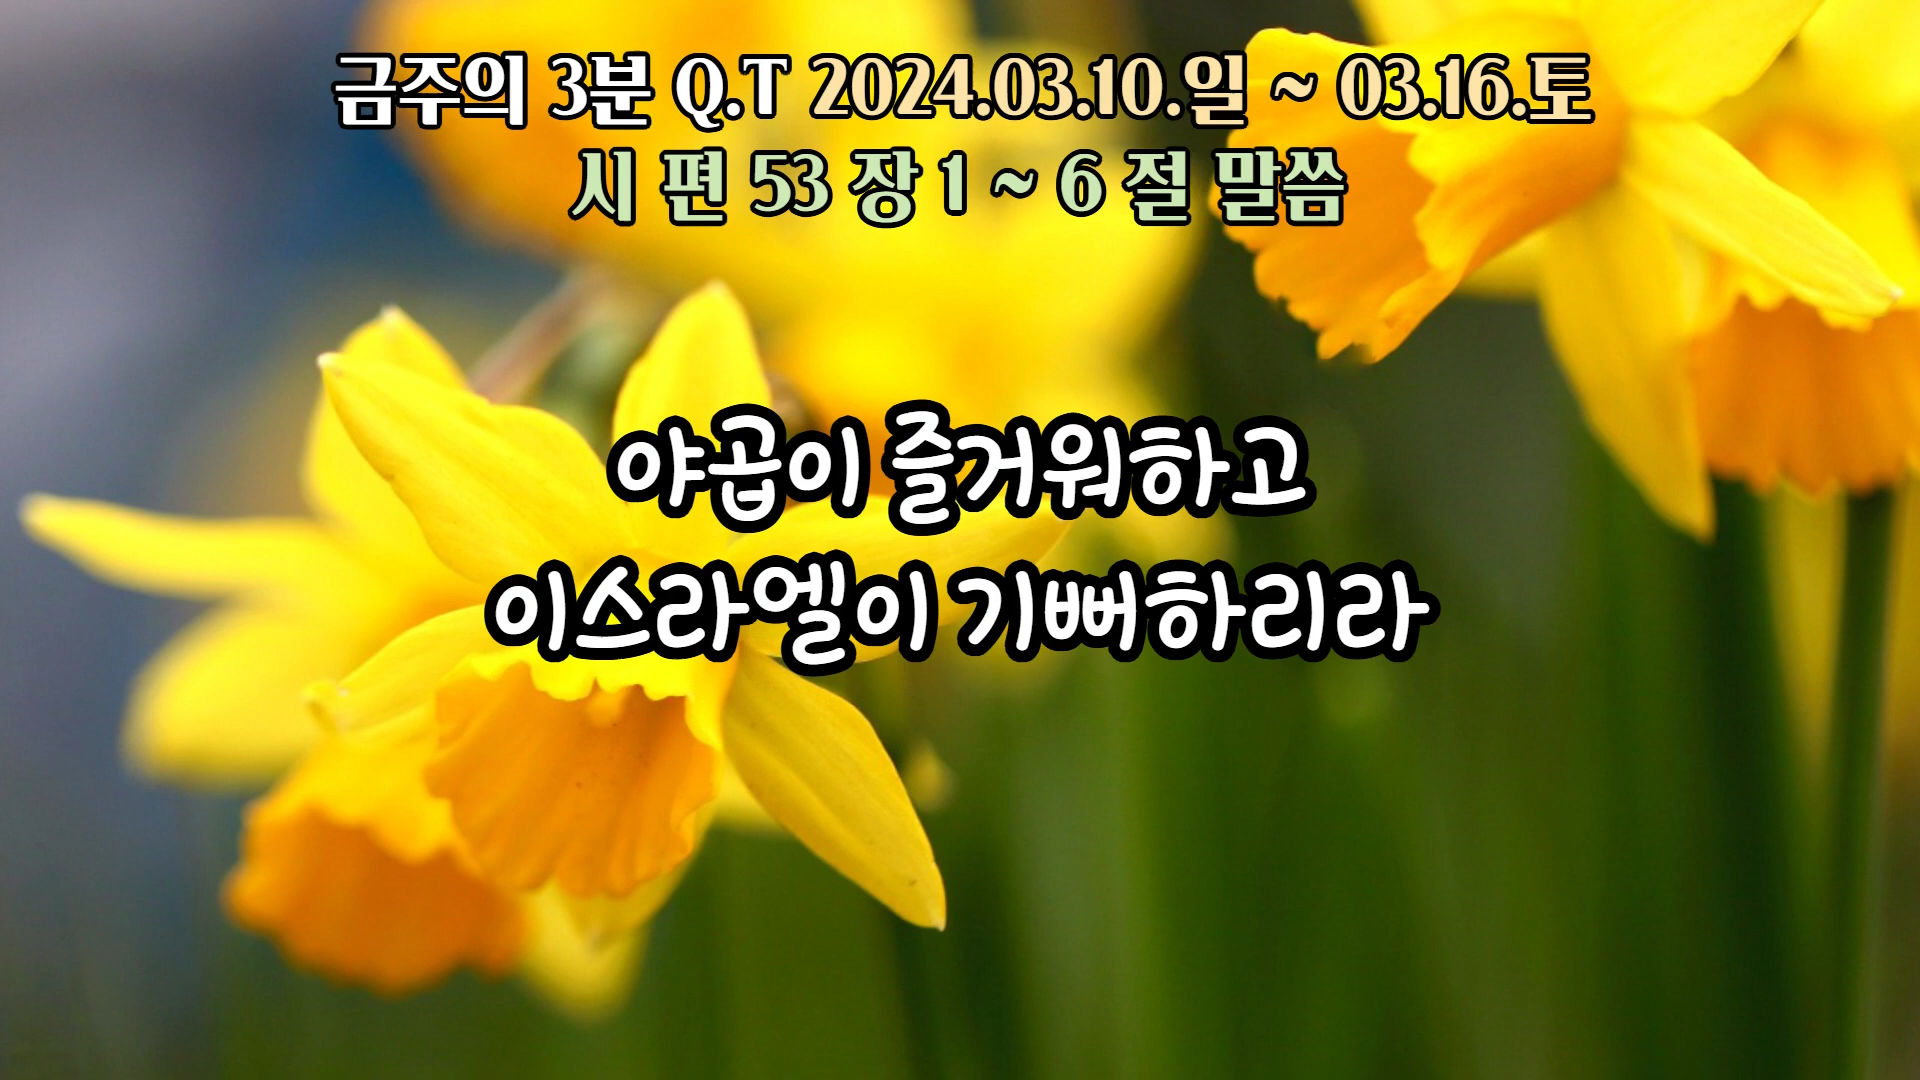 금주의 3분 Q.T 2024.03.10.일 ~ 03.16.토
시 편 53 장 1 ~ 6 절 말씀
야곱이 즐거워하고
이스라엘이 기뻐하리라